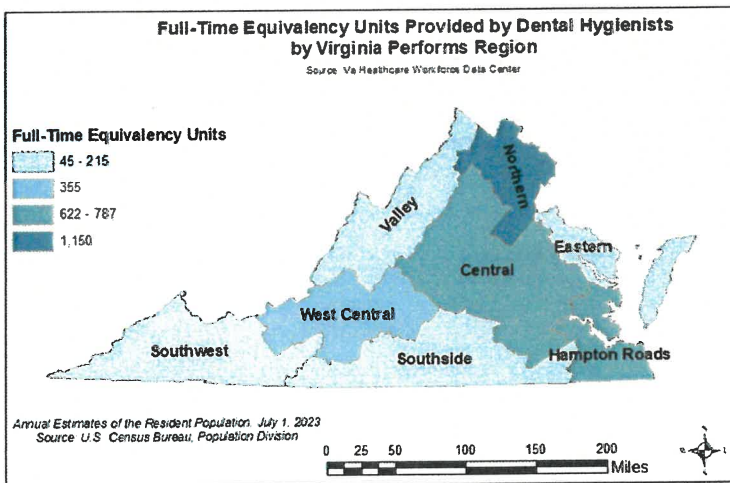 Full-Time Equivalency Units Provided by Dental Hygienists
by Virginia Performs Region
Source: Va Healthcare Workforce Data Center
Full-Time Equivalency Units
45 - 215
355
622 - 787
1,150
Northern
Valley
Eastern
Central
West Central
Southwest
Southside
Hampton Roads
Annual Estimates of the Resident Population: July 1, 2023
Source: U.S. Census Bureau, Population Division
0 25 50 100 150 200
Miles